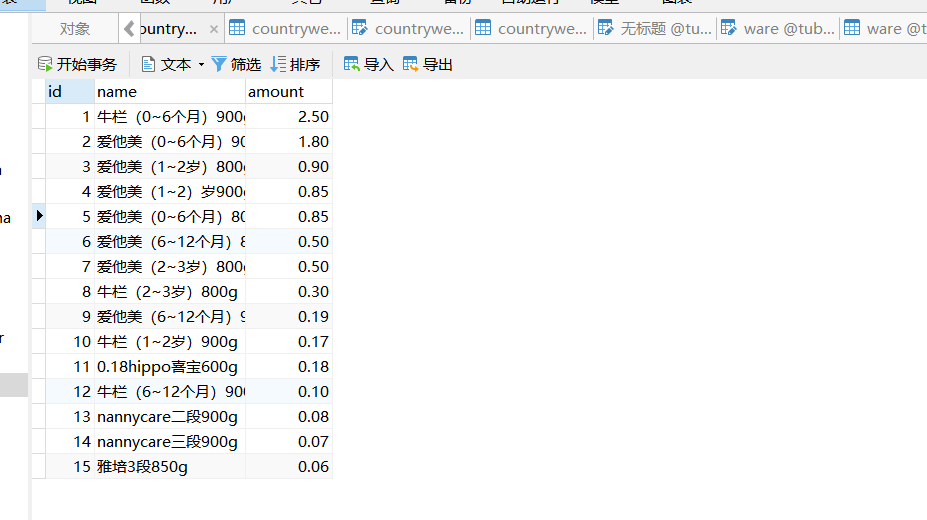 对象 ountry... × countrywe... countrywe... countrywe... 无标题 @tu... ware @tub... ware @t
开始事务 文本 筛选 排序 导入 导出
id name amount
1 牛栏（0~6个月）900g 2.50
2 爱他美（0~6个月）90 1.80
3 爱他美（1~2岁）800g 0.90
4 爱他美（1~2）岁900g 0.85
5 爱他美（0~6个月）80 0.85
6 爱他美（6~12个月）8 0.50
7 爱他美（2~3岁）800g 0.50
8 牛栏（2~3岁）800g 0.30
9 爱他美（6~12个月）9 0.19
10 牛栏（1~2岁）900g 0.17
11 0.18hippo喜宝600g 0.18
12 牛栏（6~12个月）900 0.10
13 nannycare二段900g 0.08
14 nannycare三段900g 0.07
15 雅培3段850g 0.06